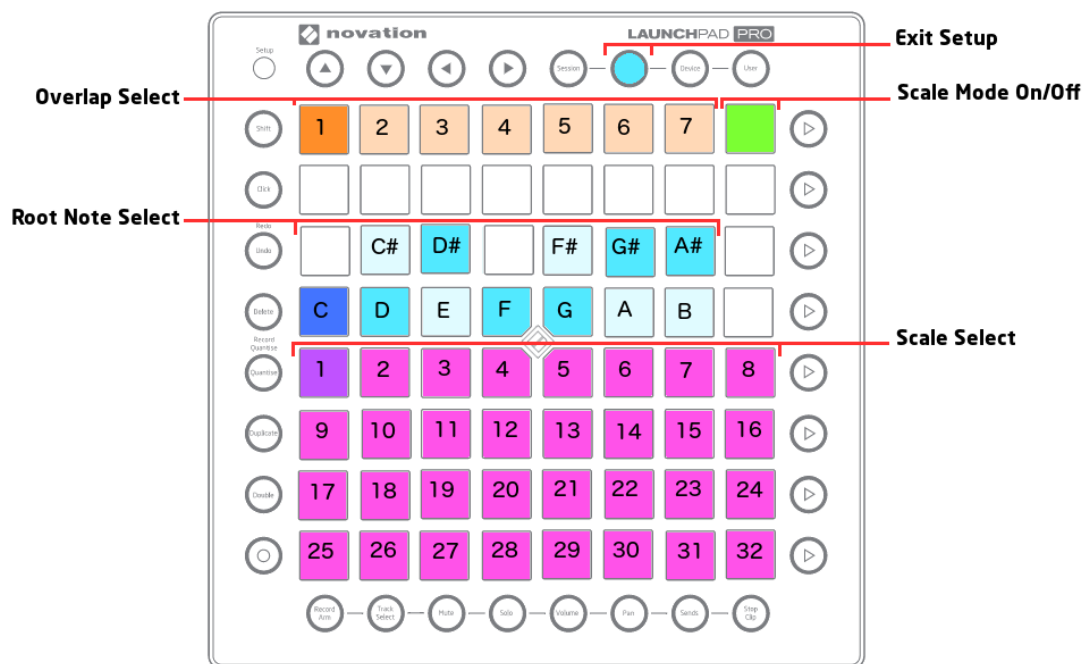 novation
LAUNCHPAD PRO
Exit Setup
Setup
Session
Device
User
Overlap Select
Scale Mode On/Off
Shift
1 2 3 4 5 6 7
Click
Root Note Select
Redo
Undo
C# D# F# G# A#
Delete
C D E F G A B
Record
Quantise
Scale Select
Quantise
1 2 3 4 5 6 7 8
Duplicate
9 10 11 12 13 14 15 16
Double
17 18 19 20 21 22 23 24
25 26 27 28 29 30 31 32
Record
Arm
Track
Select
Mute
Solo
Volume
Pan
Sends
Stop
Clip